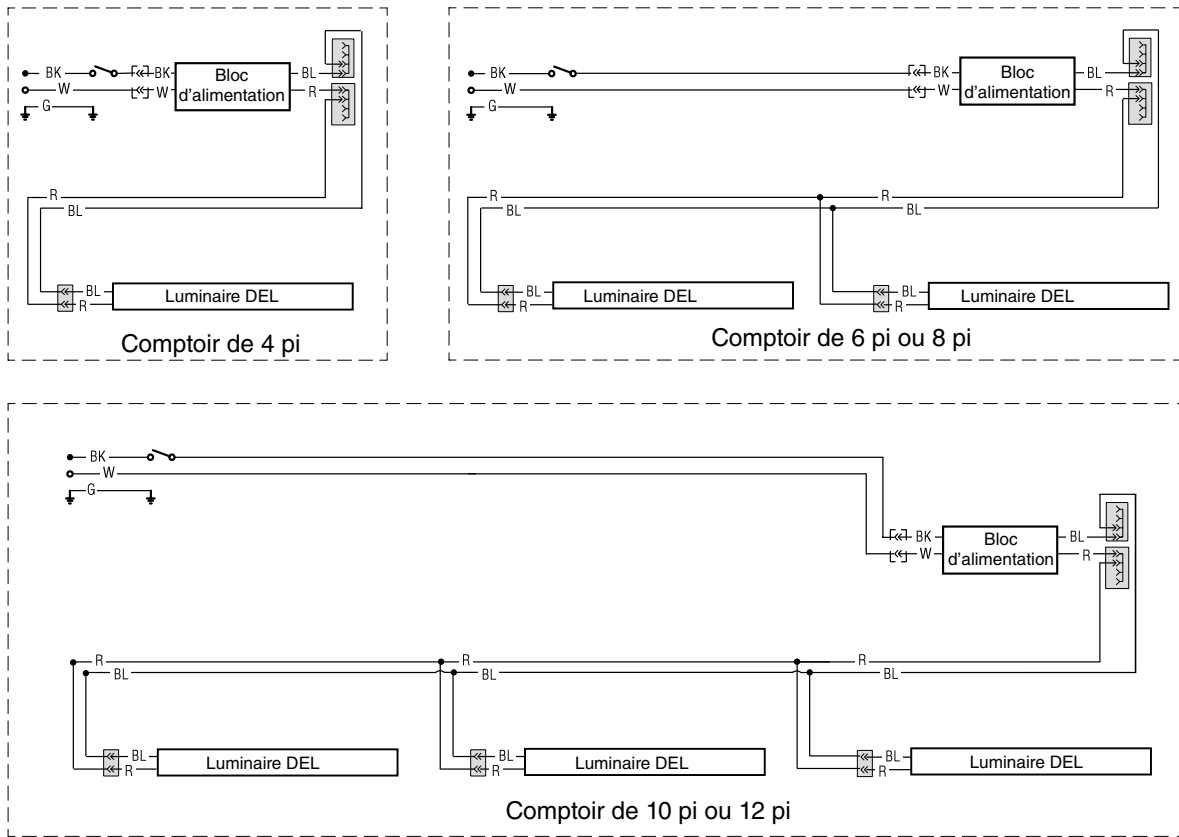 BK
BK
Bloc
d'alimentation
BL
W
W
R
G
R
BL
BL
R
Luminaire DEL
Comptoir de 4 pi
BK
BK
Bloc
d'alimentation
BL
W
W
R
G
R
R
BL
BL
BL
R
Luminaire DEL
BL
R
Luminaire DEL
Comptoir de 6 pi ou 8 pi
BK
W
G
BK
Bloc
d'alimentation
BL
W
R
R
R
R
BL
BL
BL
BL
R
Luminaire DEL
BL
R
Luminaire DEL
BL
R
Luminaire DEL
Comptoir de 10 pi ou 12 pi